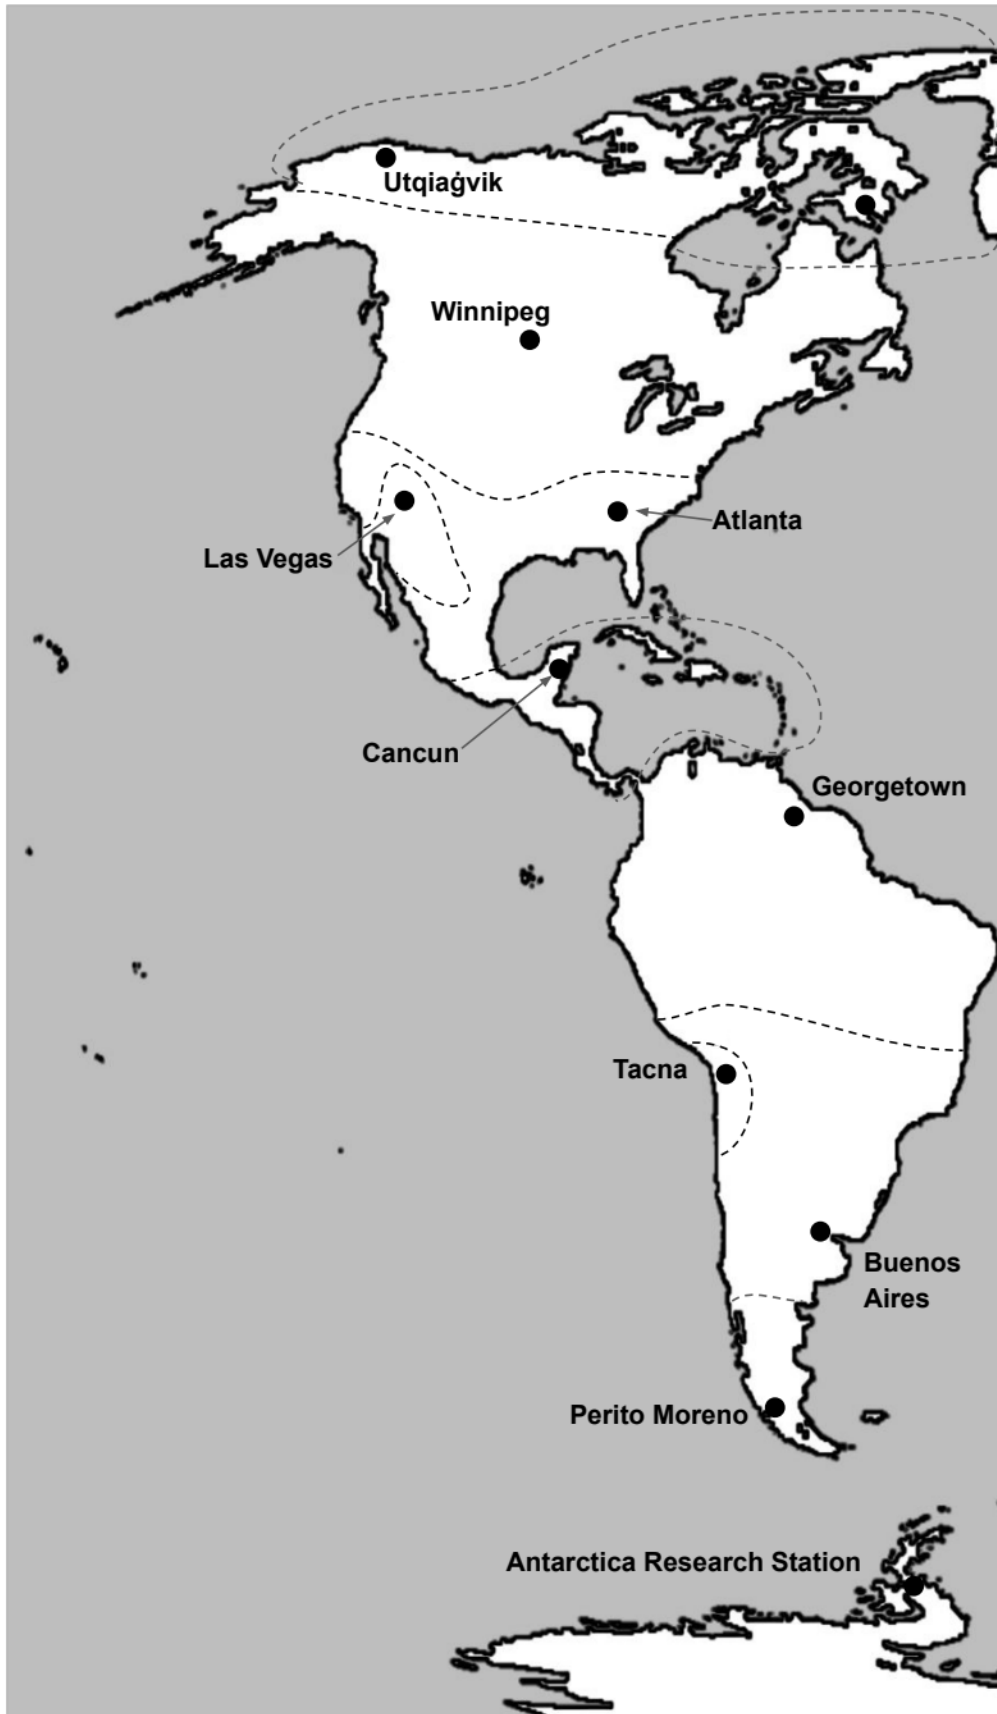 Utqiaġvik
Winnipeg
Atlanta
Las Vegas
Cancun
Georgetown
Tacna
Buenos
Aires
Perito Moreno
Antarctica Research Station